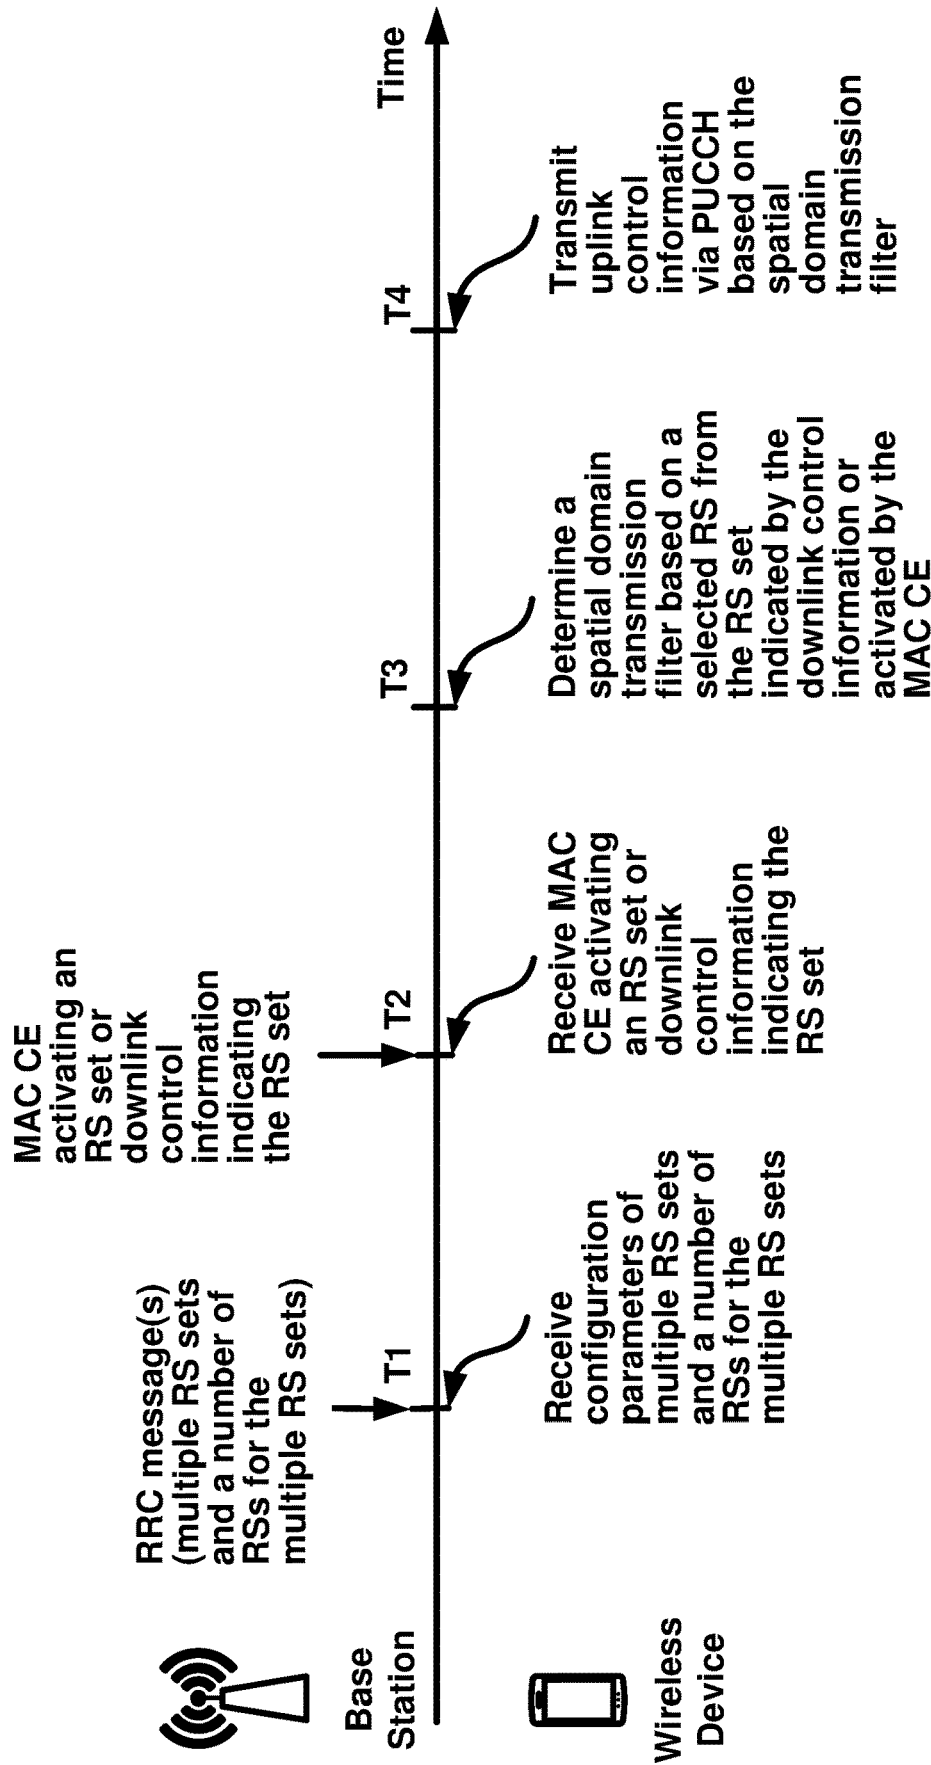 RRC message(s)
(multiple RS sets
and a number of
RSs for the
multiple RS sets)
MAC CE
activating an
RS set or
downlink
control
information
indicating
the RS set
Base
Station
T1
T2
T3
T4
Time
Wireless
Device
Receive
configuration
parameters of
multiple RS sets
and a number of
RSs for the
multiple RS sets
Receive MAC
CE activating
an RS set or
downlink
control
information
indicating the
RS set
Determine a
spatial domain
transmission
filter based on a
selected RS from
the RS set
indicated by the
downlink control
information or
activated by the
MAC CE
Transmit
uplink
control
information
via PUCCH
based on the
spatial
domain
transmission
filter